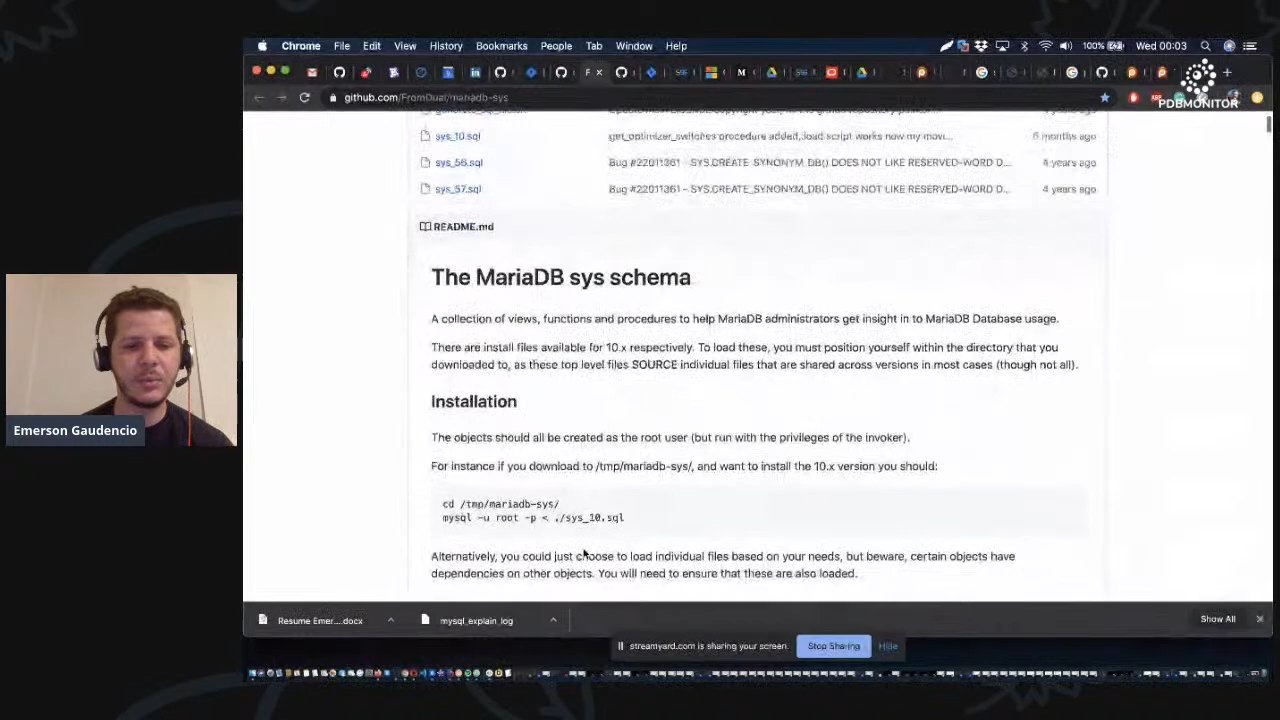 Chrome File Edit View History Bookmarks People Tab Window Help 100% Wed 00:03
github.com/FromDual/mariadb-sys
PDBMONITOR
sys_10.sql get_optimizer_switches procedure added, load script works now my movi... 6 months ago
sys_56.sql Bug #22011361 - SYS.CREATE_SYNONYM_DB() DOES NOT LIKE RESERVED-WORD D... 4 years ago
sys_57.sql Bug #22011361 - SYS.CREATE_SYNONYM_DB() DOES NOT LIKE RESERVED-WORD D... 4 years ago
README.md
The MariaDB sys schema
A collection of views, functions and procedures to help MariaDB administrators get insight in to MariaDB Database usage.
There are install files available for 10.x respectively. To load these, you must position yourself within the directory that you
downloaded to, as these top level files SOURCE individual files that are shared across versions in most cases (though not all).
Installation
The objects should all be created as the root user (but run with the privileges of the invoker).
For instance if you download to /tmp/mariadb-sys/, and want to install the 10.x version you should:
cd /tmp/mariadb-sys/
mysql -u root -p < ./sys_10.sql
Alternatively, you could just choose to load individual files based on your needs, but beware, certain objects have
dependencies on other objects. You will need to ensure that these are also loaded.
Emerson Gaudencio
Resume Emer....docx mysql_explain_log Show All
streamyard.com is sharing your screen. Stop Sharing Hide